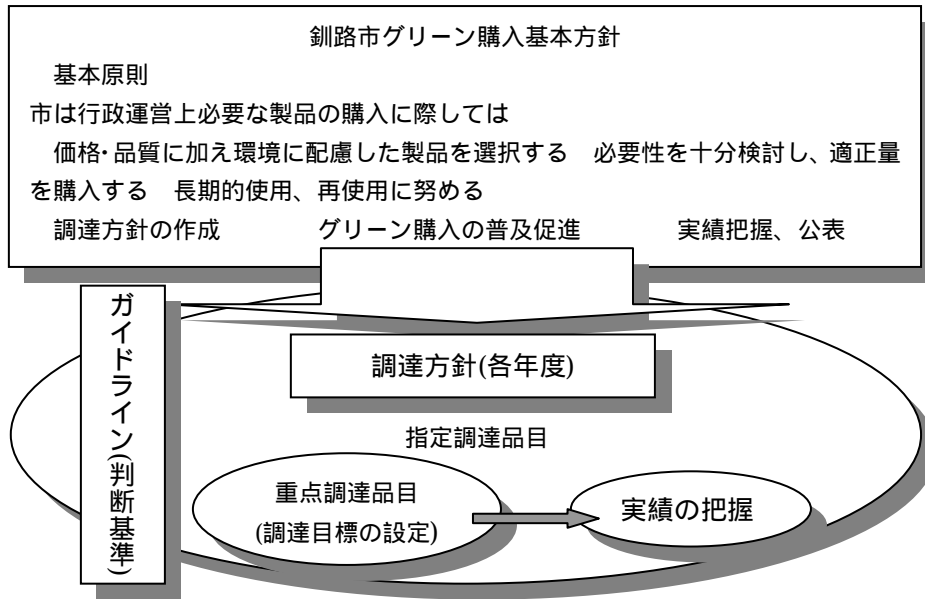 釧路市グリーン購入基本方針
基本原則
市は行政運営上必要な製品の購入に際しては
価格・品質に加え環境に配慮した製品を選択する　必要性を十分検討し、適正量
を購入する　長期的使用、再使用に努める
調達方針の作成　グリーン購入の普及促進　実績把握、公表
ガイドライン(判断基準)
調達方針(各年度)
指定調達品目
重点調達品目
(調達目標の設定)
実績の把握